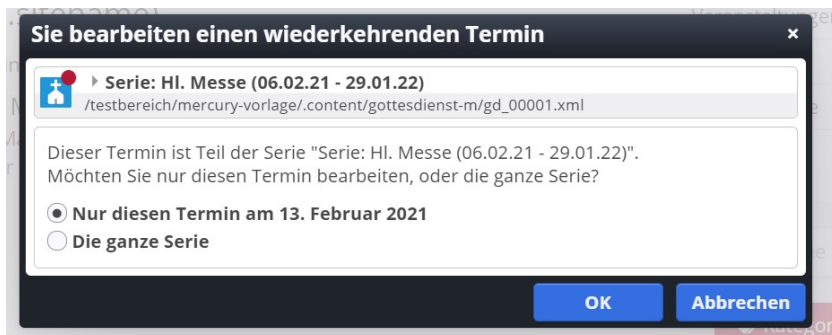 Sie bearbeiten einen wiederkehrenden Termin
×
Serie: Hl. Messe (06.02.21 - 29.01.22)
/testbereich/mercury-vorlage/.content/gottesdienst-m/gd_00001.xml
Dieser Termin ist Teil der Serie "Serie: Hl. Messe (06.02.21 - 29.01.22)".
Möchten Sie nur diesen Termin bearbeiten, oder die ganze Serie?
Nur diesen Termin am 13. Februar 2021
Die ganze Serie
OK Abbrechen